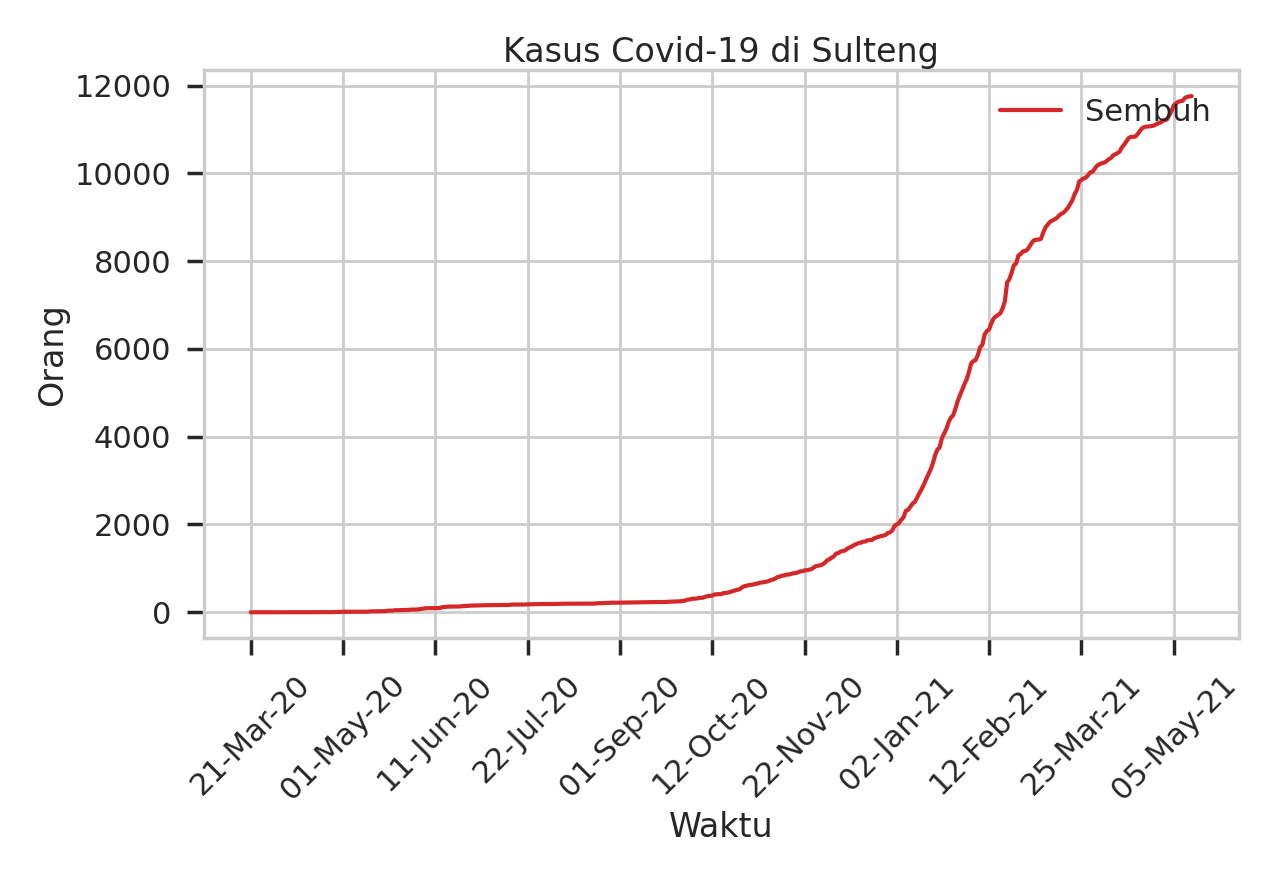 Kasus Covid-19 di Sulteng
12000
10000
8000
6000
4000
2000
0
Orang
Sembuh
21-Mar-20
01-May-20
11-Jun-20
22-Jul-20
01-Sep-20
12-Oct-20
22-Nov-20
02-Jan-21
12-Feb-21
25-Mar-21
05-May-21
Waktu